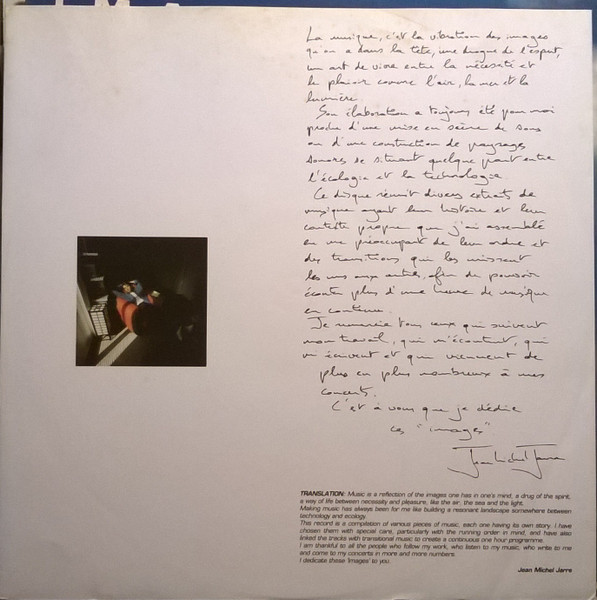 La musique, c'est la vibration des images
qu'on a dans la tête, une drogue de l'esprit,
un art de vivre entre la nécessité et
le plaisir comme l'air, la mer et la
lumière.
Son élaboration a toujours été pour moi
proche d'une mise en scène de sons
ou d'une construction de paysages
sonores se situant quelque part entre
l'écologie et la technologie.
Ce disque réunit divers extraits de
musique ayant leur histoire et leur
contexte propre que j'ai assemblé
en me préoccupant de leur ordre et
des transitions qui les unissent
les uns aux autres, afin de pouvoir
écouter plus d'une heure de musique
en continue.
Je remercie tous ceux qui suivent
mon travail, qui m'écoutent, qui
m'écrivent et qui viennent de
plus en plus nombreux à mes
concerts.
C'est à vous que je dédie
ces "images"
Jean Michel Jarre
TRANSLATION: Music is a reflection of the images one has in one's mind, a drug of the spirit,
a way of life between necessity and pleasure, like the air, the sea and the light.
Making music has always been for me like building a resonant landscape somewhere between
technology and ecology.
This record is a compilation of various pieces of music, each one having its own story. I have
chosen them with special care, particularly with the running order in mind, and have also
linked the tracks with transitional music to create a continuous one hour programme.
I am thankful to all the people who follow my work, who listen to my music, who write to me
and come to my concerts in more and more numbers.
I dedicate these 'Images' to you.
Jean Michel Jarre